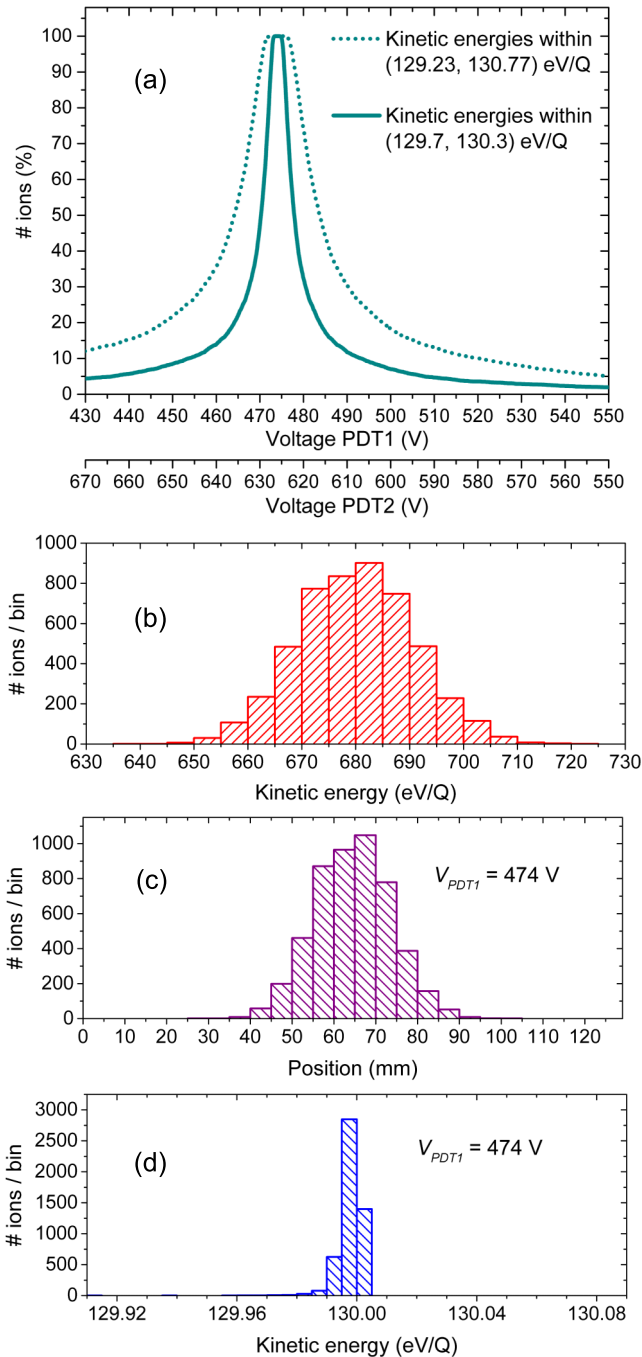 (a)
Kinetic energies within
(129.23, 130.77) eV/Q
Kinetic energies within
(129.7, 130.3) eV/Q
# ions (%)
100
90
80
70
60
50
40
30
20
10
0
430 440 450 460 470 480 490 500 510 520 530 540 550
Voltage PDT1 (V)
670 660 650 640 630 620 610 600 590 580 570 560 550
Voltage PDT2 (V)
(b)
# ions / bin
1000
800
600
400
200
0
630 640 650 660 670 680 690 700 710 720 730
Kinetic energy (eV/Q)
(c)
V_PDT1 = 474 V
# ions / bin
1000
800
600
400
200
0
0 10 20 30 40 50 60 70 80 90 100 110 120
Position (mm)
(d)
V_PDT1 = 474 V
# ions / bin
3000
2500
2000
1500
1000
500
0
129.92 129.96 130.00 130.04 130.08
Kinetic energy (eV/Q)